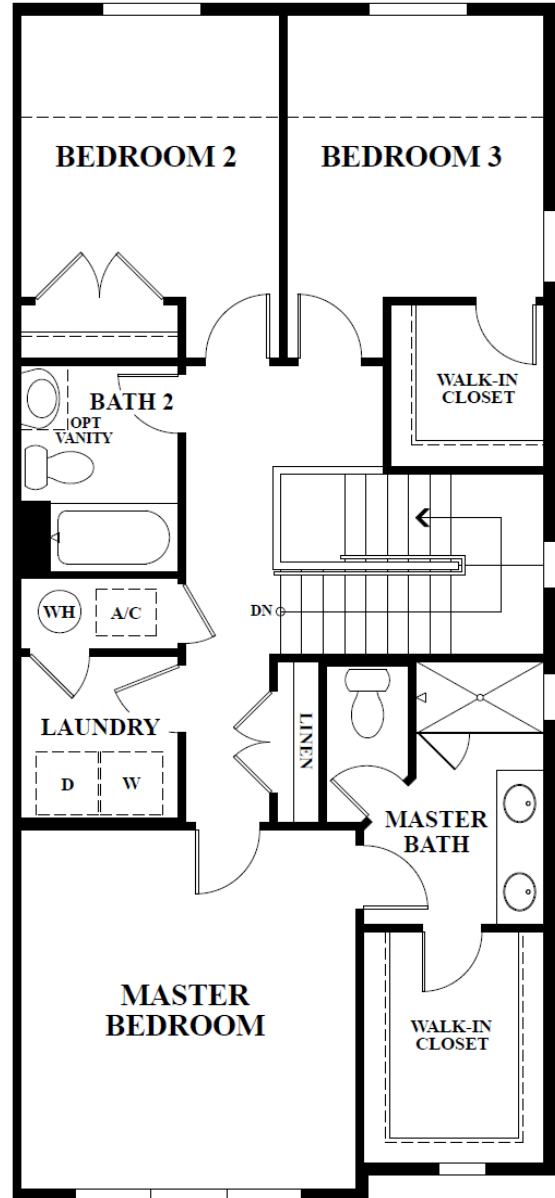 BEDROOM 2
BEDROOM 3
WALK-IN
CLOSET
BATH 2
OPT
VANITY
DN
WH
A/C
LAUNDRY
D
W
LINEN
MASTER
BATH
MASTER
BEDROOM
WALK-IN
CLOSET